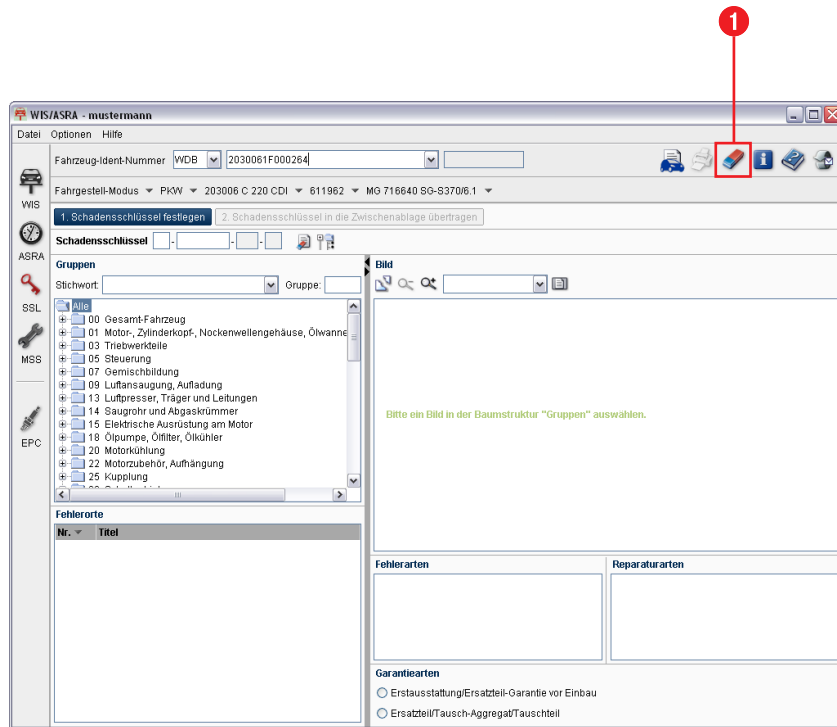 1
WIS/ASRA - mustermann
Datei Optionen Hilfe
Fahrzeug-Ident-Nummer WDB 2030061F000264
Fahrgestell-Modus PKW 203006 C 220 CDI 611962 MG 716640 SG-S370/6.1
WIS
ASRA
SSL
MSS
EPC
1. Schadensschlüssel festlegen 2. Schadensschlüssel in die Zwischenablage übertragen
Schadensschlüssel - - -
Gruppen
Stichwort: Gruppe:
Alle
00 Gesamt-Fahrzeug
01 Motor-, Zylinderkopf-, Nockenwellengehäuse, Ölwanne
03 Triebwerkteile
05 Steuerung
07 Gemischbildung
09 Luftansaugung, Aufladung
13 Luftpresser, Träger und Leitungen
14 Saugrohr und Abgaskrümmer
15 Elektrische Ausrüstung am Motor
18 Ölpumpe, Ölfilter, Ölkühler
20 Motorkühlung
22 Motorzubehör, Aufhängung
25 Kupplung
Bild
Bitte ein Bild in der Baumstruktur "Gruppen" auswählen.
Fehlerorte
Nr. Titel
Fehlerarten
Reparaturarten
Garantiearten
Erstausstattung/Ersatzteil-Garantie vor Einbau
Ersatzteil/Tausch-Aggregat/Tauschteil